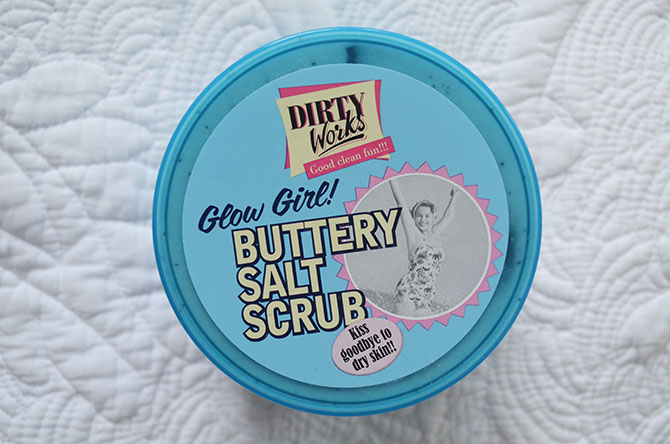 DIRTY
Works
Good clean fun!!!
Glow Girl!
BUTTERY
SALT
SCRUB
Kiss
goodbye to
dry skin!!